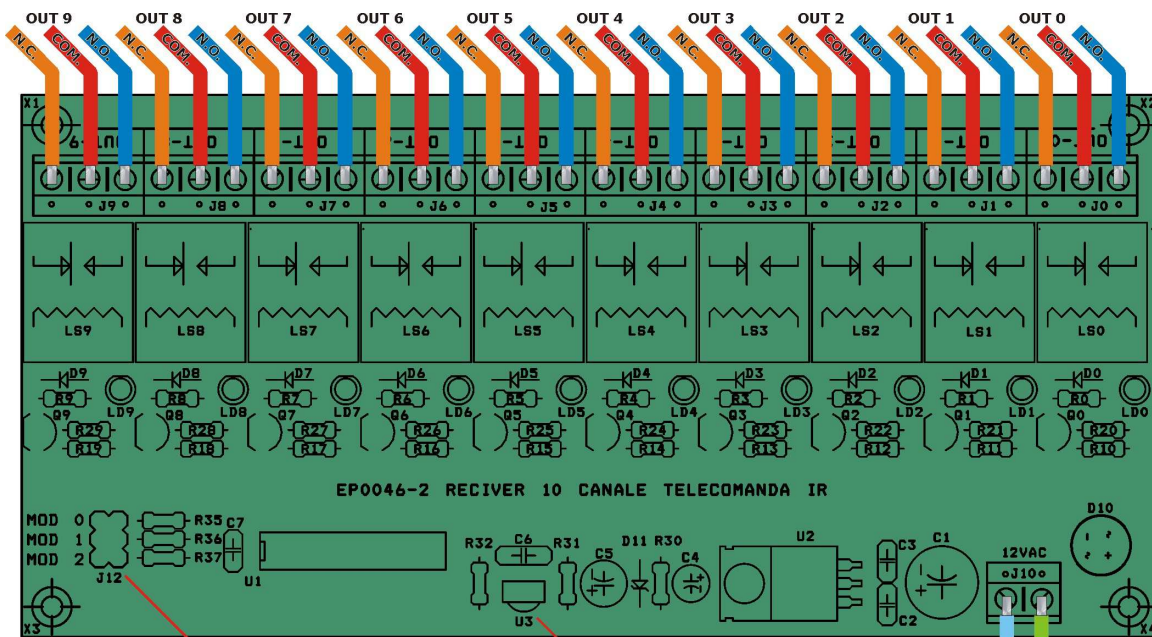 OUT 9 OUT 8 OUT 7 OUT 6 OUT 5 OUT 4 OUT 3 OUT 2 OUT 1 OUT 0
N.C. COM. N.O. N.C. COM. N.O. N.C. COM. N.O. N.C. COM. N.O. N.C. COM. N.O. N.C. COM. N.O. N.C. COM. N.O. N.C. COM. N.O. N.C. COM. N.O. N.C. COM. N.O.
X1 X2
J9 J8 J7 J6 J5 J4 J3 J2 J1 J0
LS9 LS8 LS7 LS6 LS5 LS4 LS3 LS2 LS1 LS0
D9 D8 D7 D6 D5 D4 D3 D2 D1 D0
R9 R8 R7 R6 R5 R4 R3 R2 R1 R0
LD9 LD8 LD7 LD6 LD5 LD4 LD3 LD2 LD1 LD0
Q9 Q8 Q7 Q6 Q5 Q4 Q3 Q2 Q1 Q0
R29 R28 R27 R26 R25 R24 R23 R22 R21 R20
R19 R18 R17 R16 R15 R14 R13 R12 R11 R10
EP0046-2 RECIVER 10 CANALE TELECOMANDA IR
D10
MOD 0 R35 C7
1 R36
MOD 2 R37
MOD
J12
U1
R32 C6 R31 C5 D11 R30 C4
U2
C3 C1
12VAC
J10
U3
C2
X3 X4